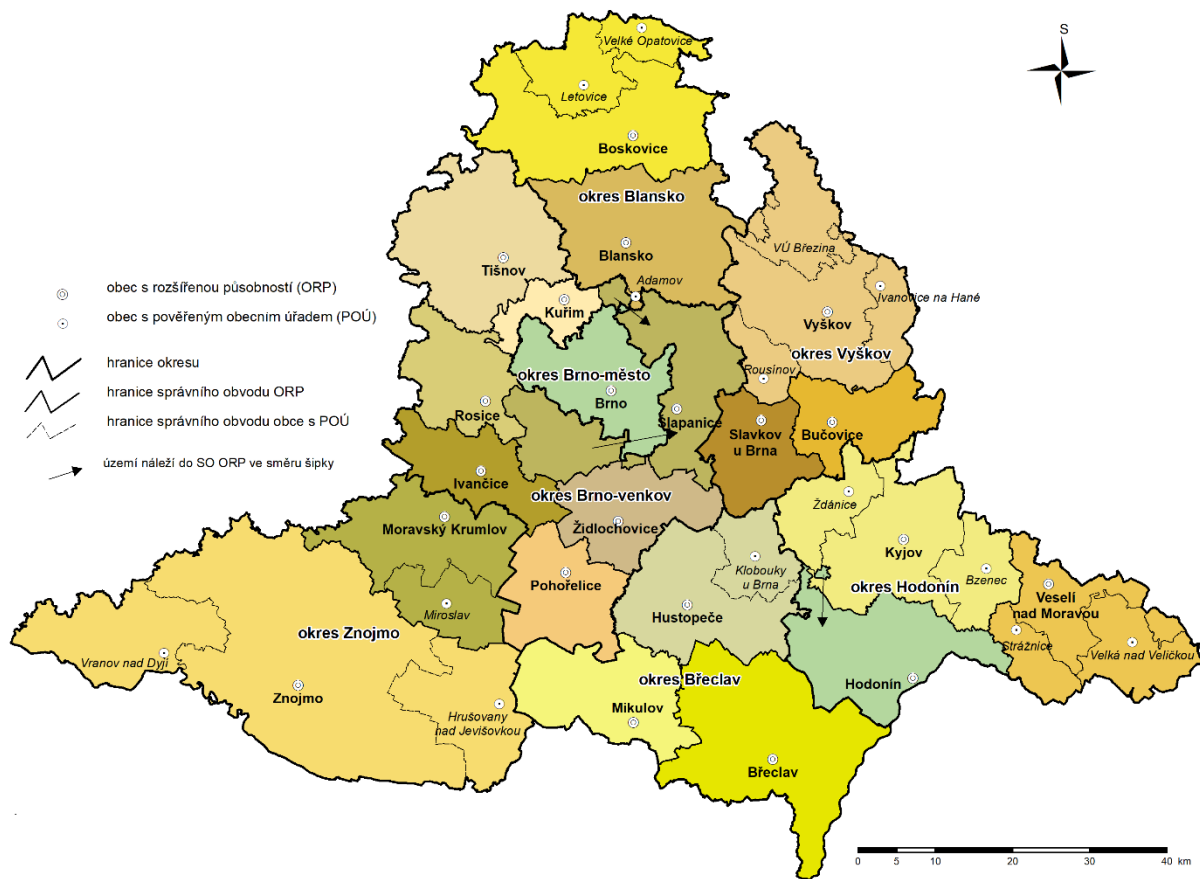 S
Velké Opatovice
Letovice
Boskovice
okres Blansko
VÚ Březina
Blansko
Tišnov
Adamov
obec s rozšířenou působností (ORP)
Ivanovice na Hané
Kuřim
obec s pověřeným obecním úřadem (POÚ)
Vyškov
okres Vyškov
hranice okresu
Rousínov
okres Brno-město
Brno
hranice správního obvodu ORP
Rosice
Šlapanice
Slavkov
u Brna
Bučovice
hranice správního obvodu obce s POÚ
území náleží do SO ORP ve směru šipky
Ivančice
okres Brno-venkov
Ždánice
Moravský Krumlov
Židlochovice
Kyjov
Klobouky
u Brna
Bzenec
Pohořelice
okres Hodonín
Veselí
nad Moravou
Miroslav
Hustopeče
okres Znojmo
Strážnice
Velká nad Veličkou
Vranov nad Dyjí
okres Břeclav
Hodonín
Znojmo
Hrušovany
nad Jevišovkou
Mikulov
Břeclav
0 5 10 20 30 40 km